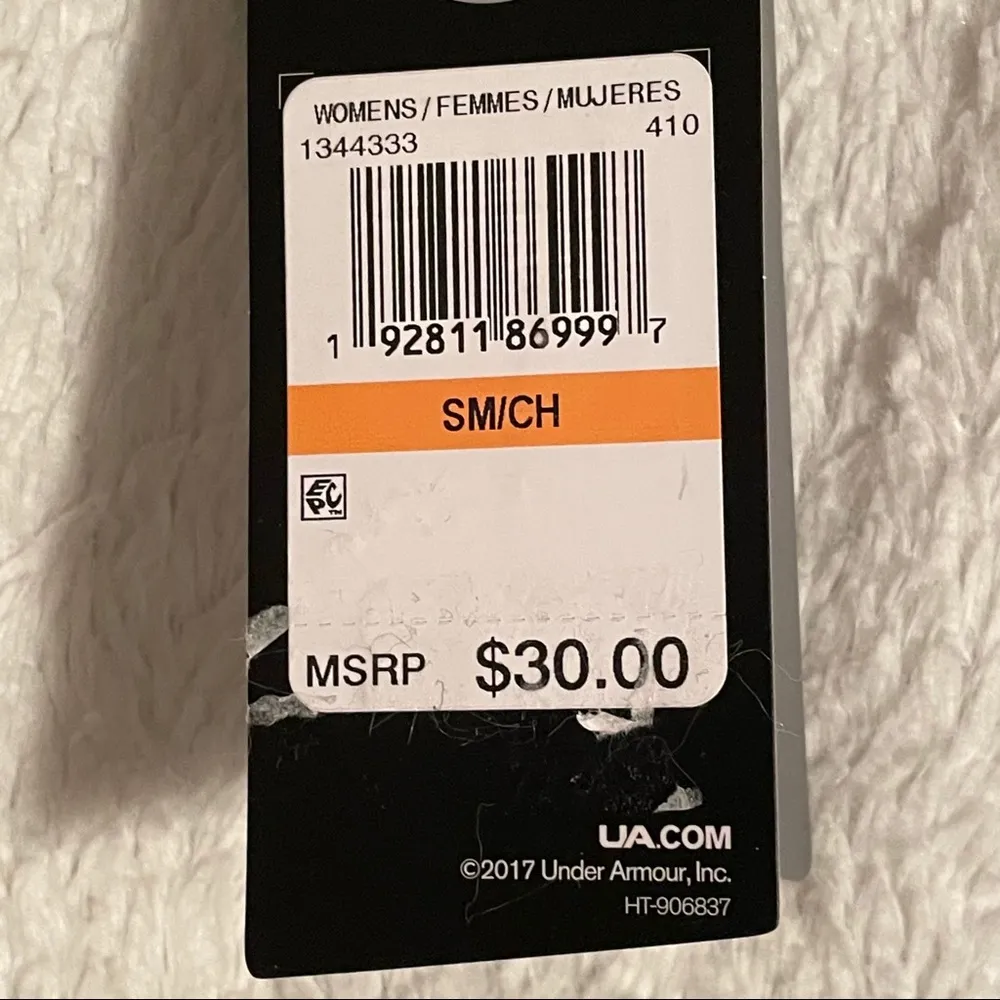 WOMENS/FEMMES/MUJERES
1344333 410
1 92811 86999 7
SM/CH
EPC™
MSRP $30.00
UA.COM
©2017 Under Armour, Inc.
HT-906837